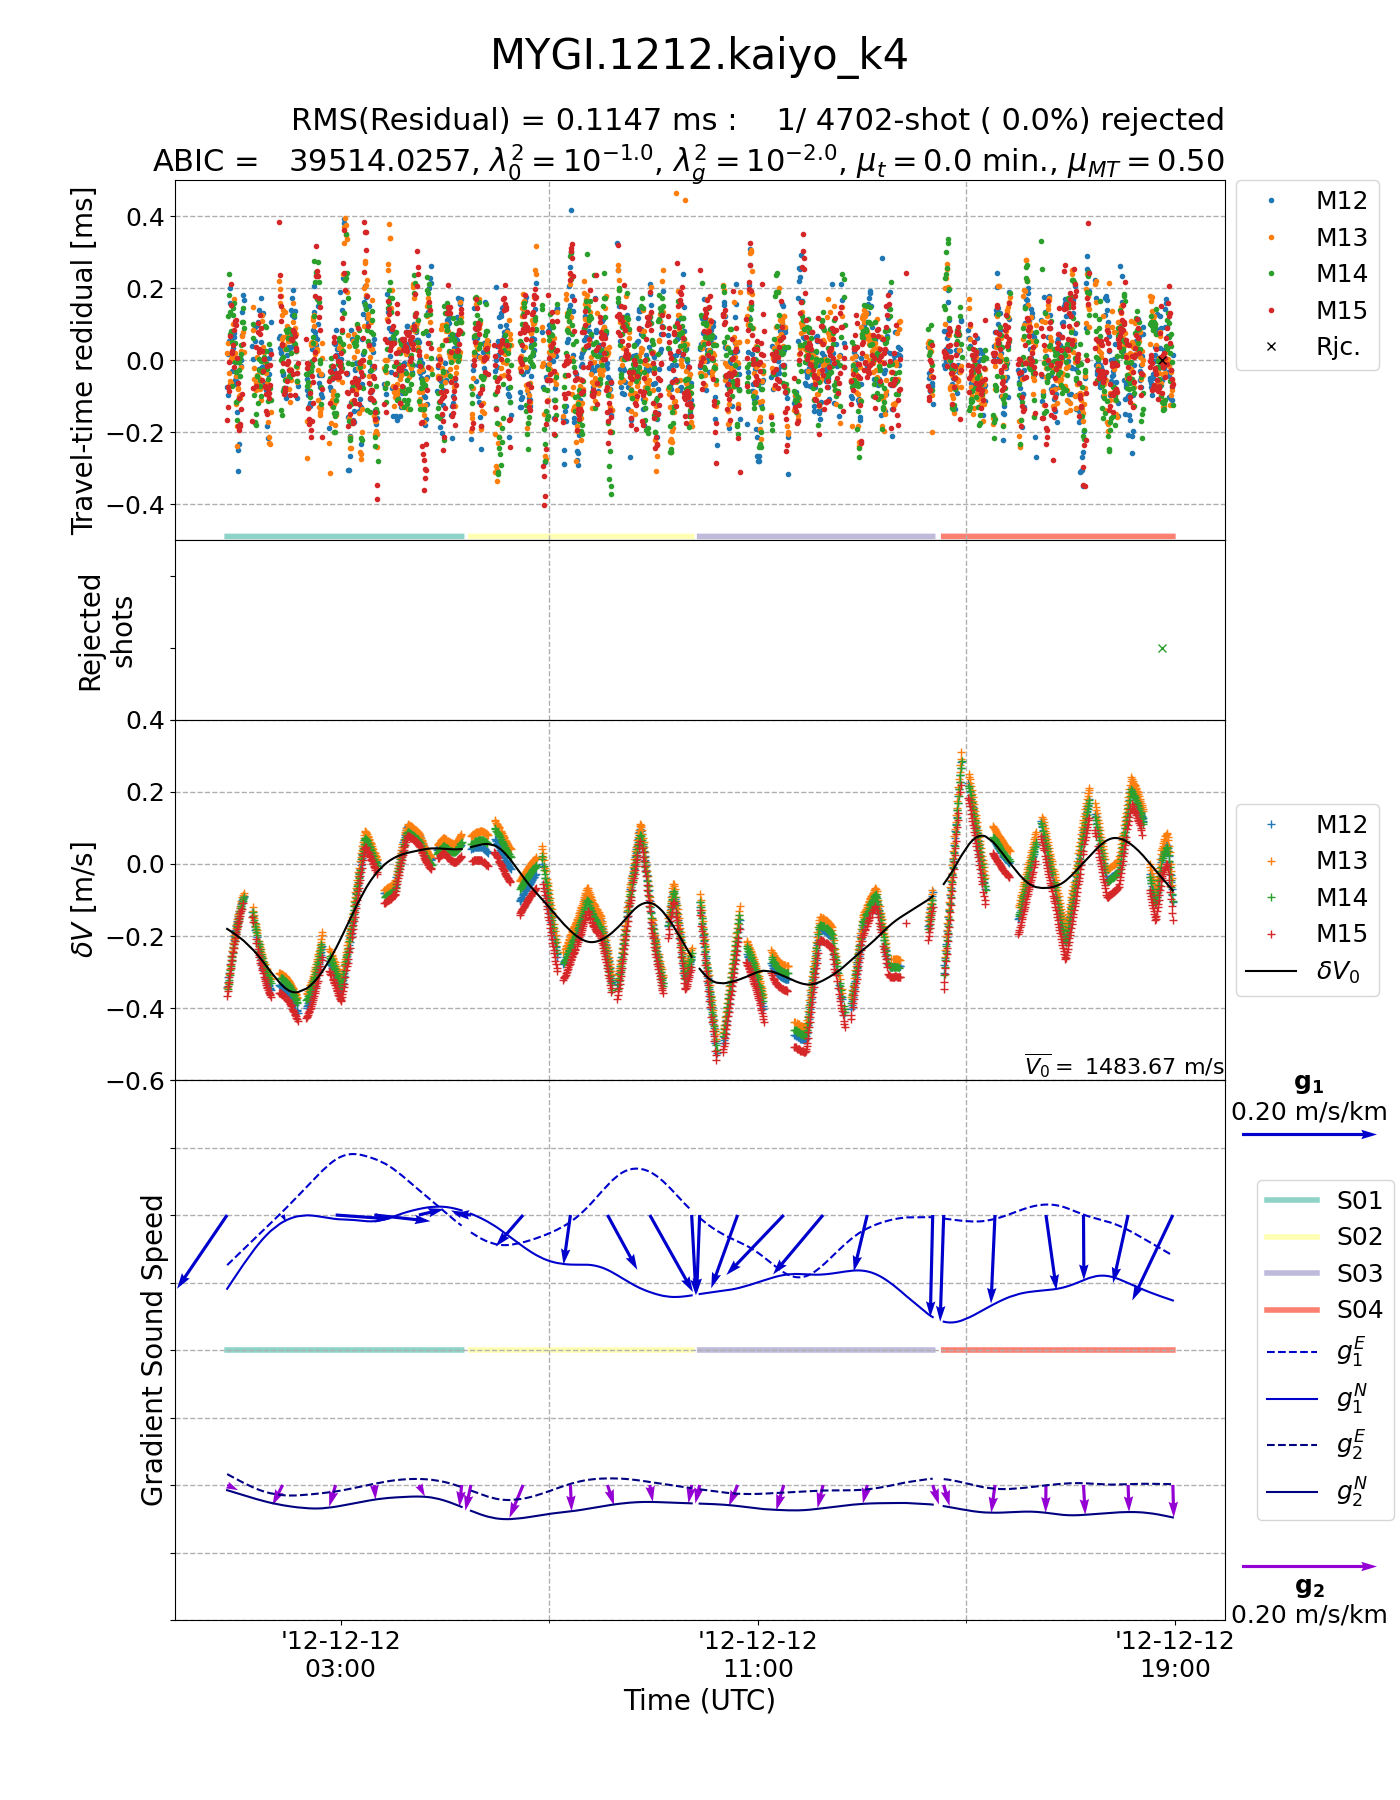 MYGI.1212.kaiyo_k4
RMS(Residual) = 0.1147 ms :    1/ 4702-shot ( 0.0%) rejected
ABIC =   39514.0257, λ₀² = 10⁻¹·⁰, λ_g² = 10⁻²·⁰, μ_t = 0.0 min., μ_MT = 0.50
Travel-time redidual [ms]
0.4
0.2
0.0
−0.2
−0.4
M12
M13
M14
M15
Rjc.
Rejected
shots
δV [m/s]
0.4
0.2
0.0
−0.2
−0.4
−0.6
V₀ = 1483.67 m/s
M12
M13
M14
M15
δV₀
g₁
0.20 m/s/km
Gradient Sound Speed
S01
S02
S03
S04
g₁ᴱ
g₁ᴺ
g₂ᴱ
g₂ᴺ
g₂
0.20 m/s/km
'12-12-12
03:00
'12-12-12
11:00
'12-12-12
19:00
Time (UTC)